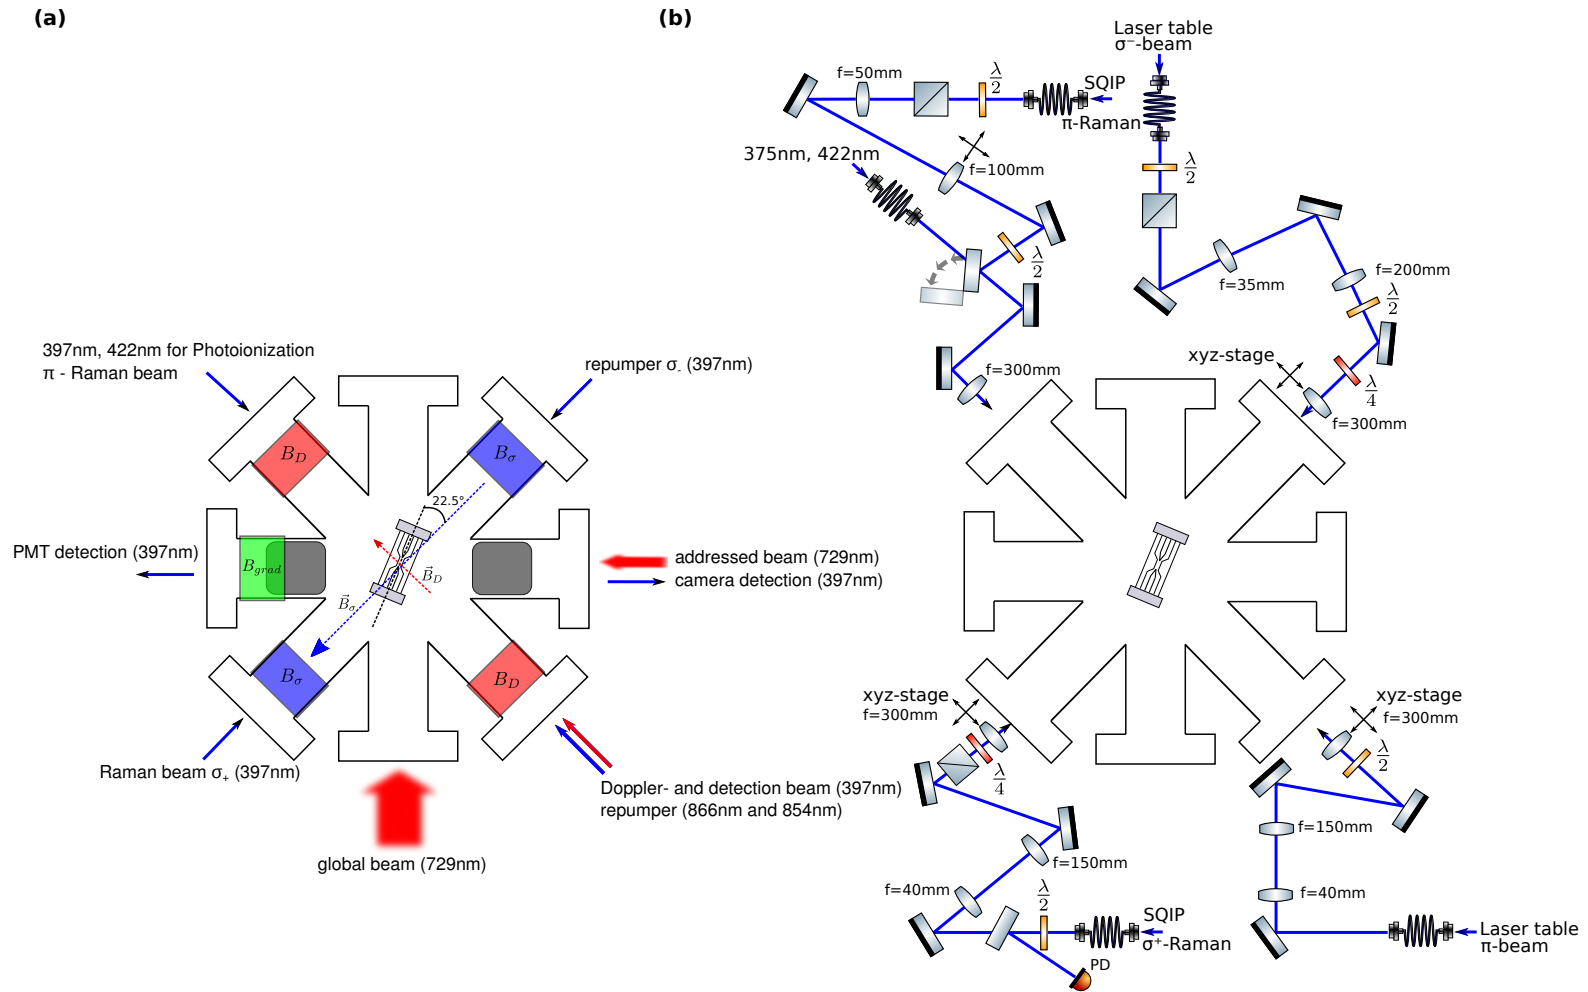 (a)
397nm, 422nm for Photoionization
π - Raman beam
repumper σ- (397nm)
B_D
B_σ
22.5°
PMT detection (397nm)
B_grad
B⃗_D
B⃗_σ
addressed beam (729nm)
camera detection (397nm)
B_σ
B_D
Raman beam σ+ (397nm)
Doppler- and detection beam (397nm)
repumper (866nm and 854nm)
global beam (729nm)
(b)
Laser table
σ⁻-beam
f=50mm
λ/2
SQIP
π-Raman
375nm, 422nm
f=100mm
λ/2
λ/2
f=35mm
f=200mm
λ/2
xyz-stage
λ/4
f=300mm
f=300mm
xyz-stage
f=300mm
λ/4
f=150mm
f=40mm
λ/2
SQIP
σ⁺-Raman
PD
xyz-stage
f=300mm
λ/2
f=150mm
f=40mm
Laser table
π-beam